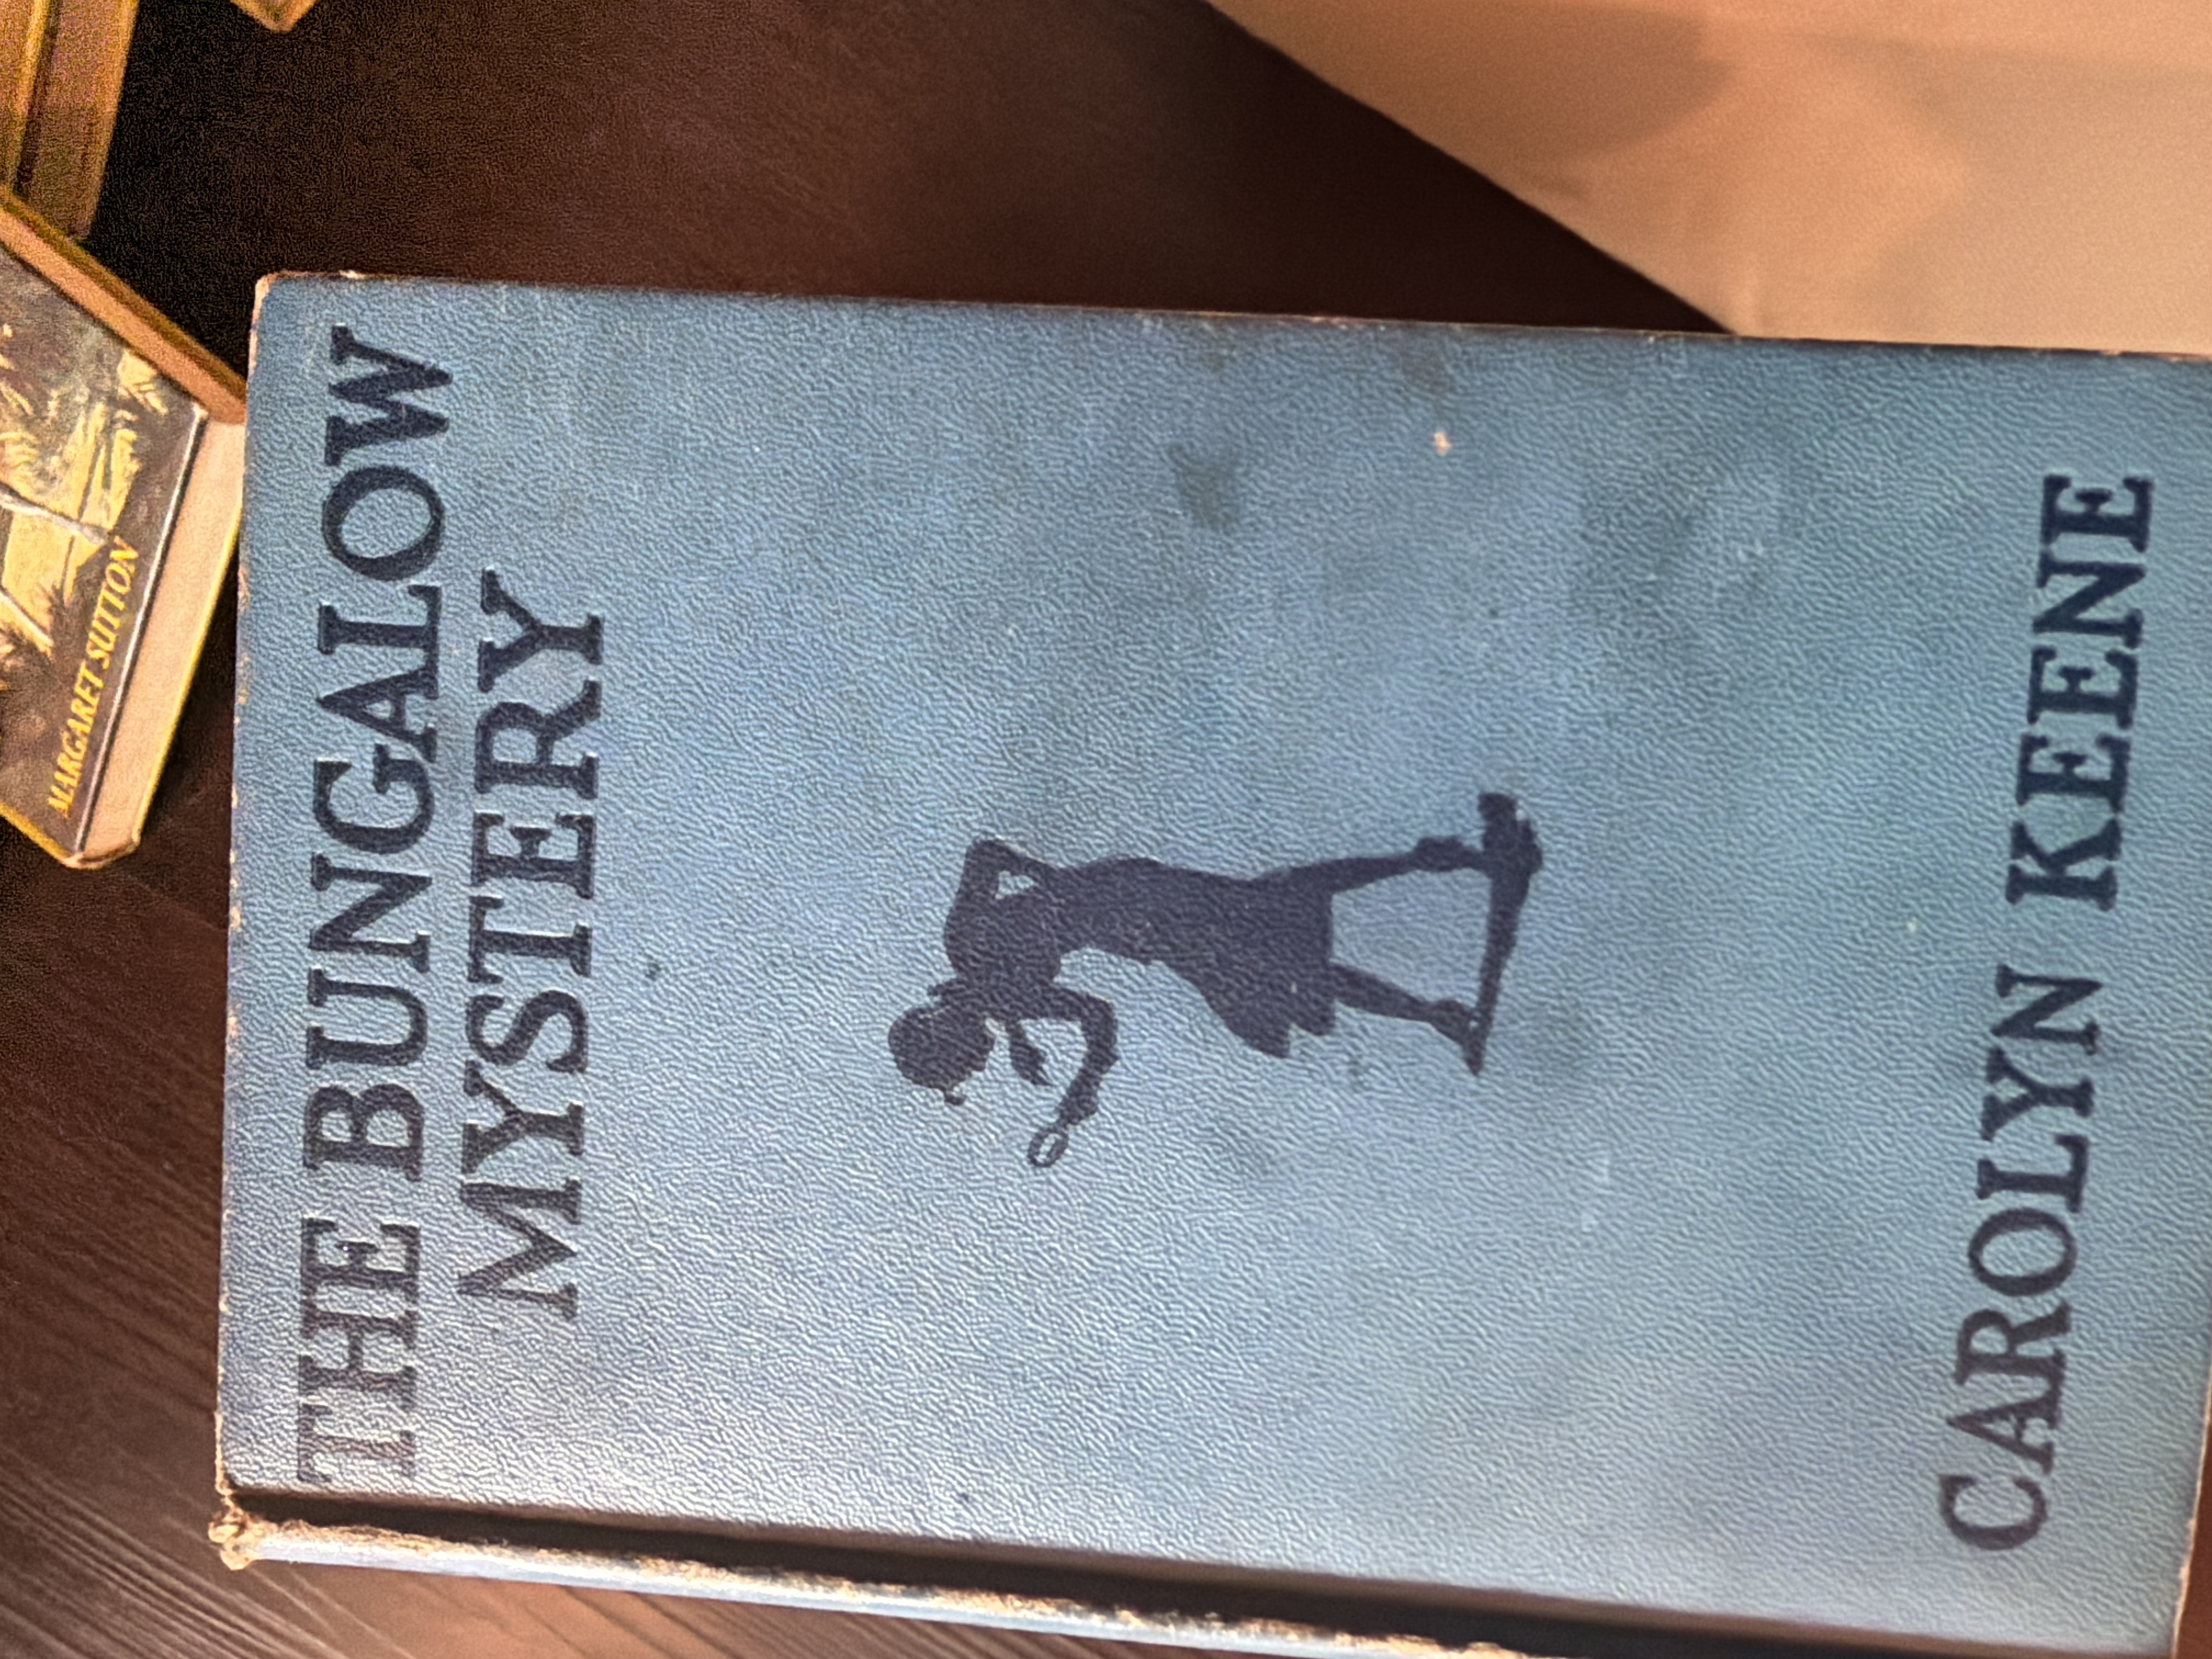 THE BUNGALOW
MYSTERY
CAROLYN KEENE
MARGARET SUTTON